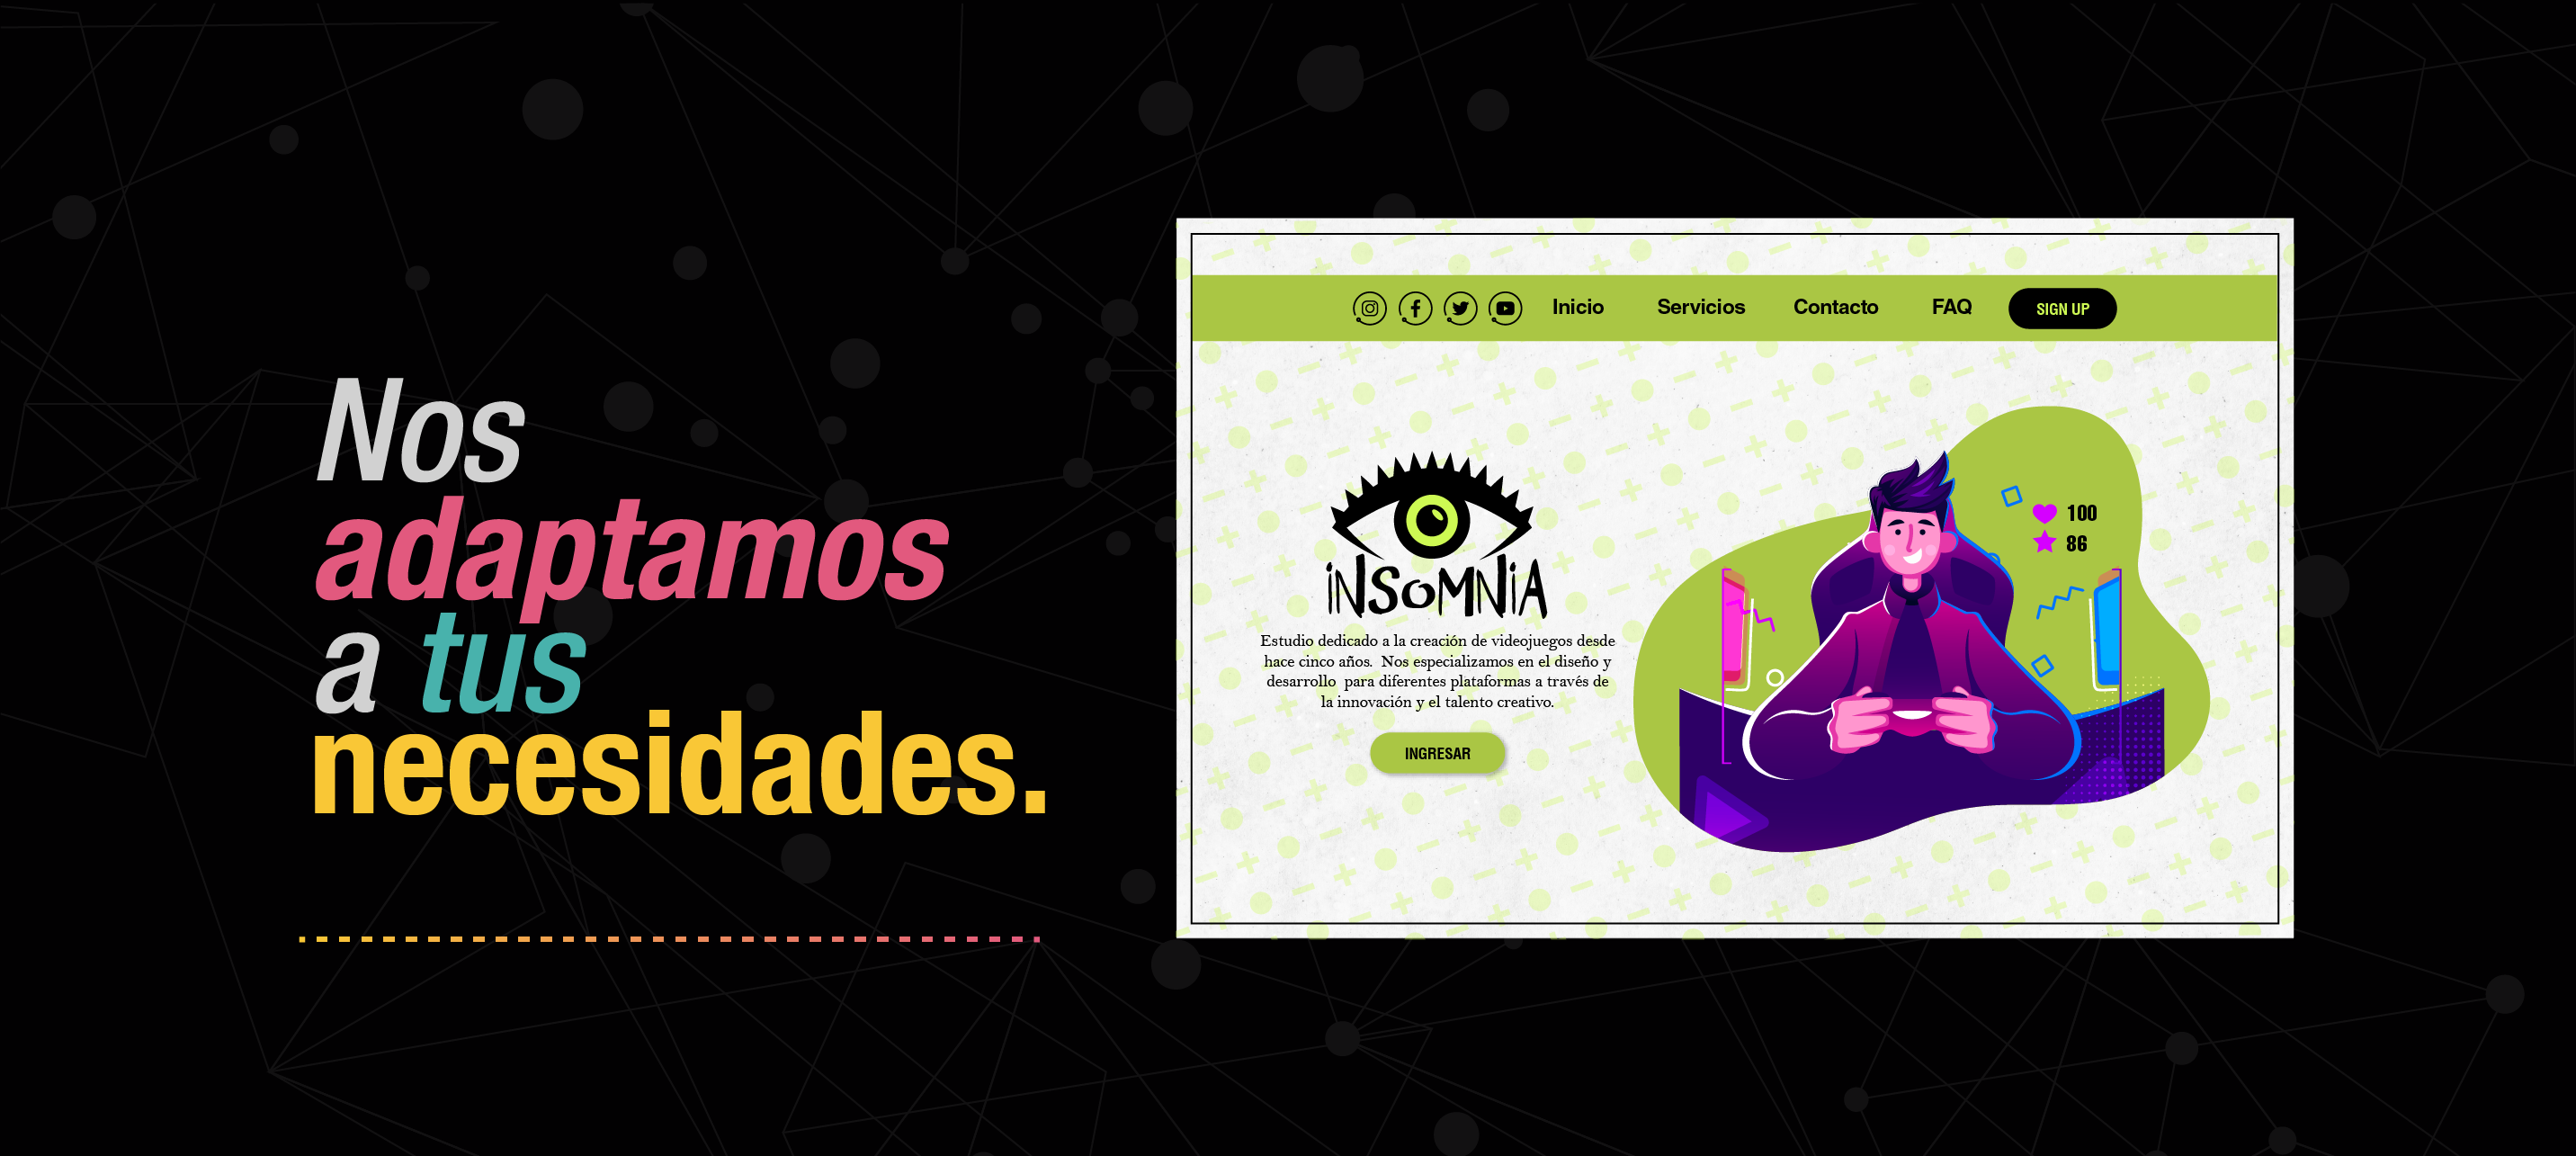 Nos
adaptamos
a tus
necesidades.
Inicio Servicios Contacto FAQ SIGN UP
iNSOMNiA
Estudio dedicado a la creación de videojuegos desde
hace cinco años. Nos especializamos en el diseño y
desarrollo para diferentes plataformas a través de
la innovación y el talento creativo.
INGRESAR
100
86